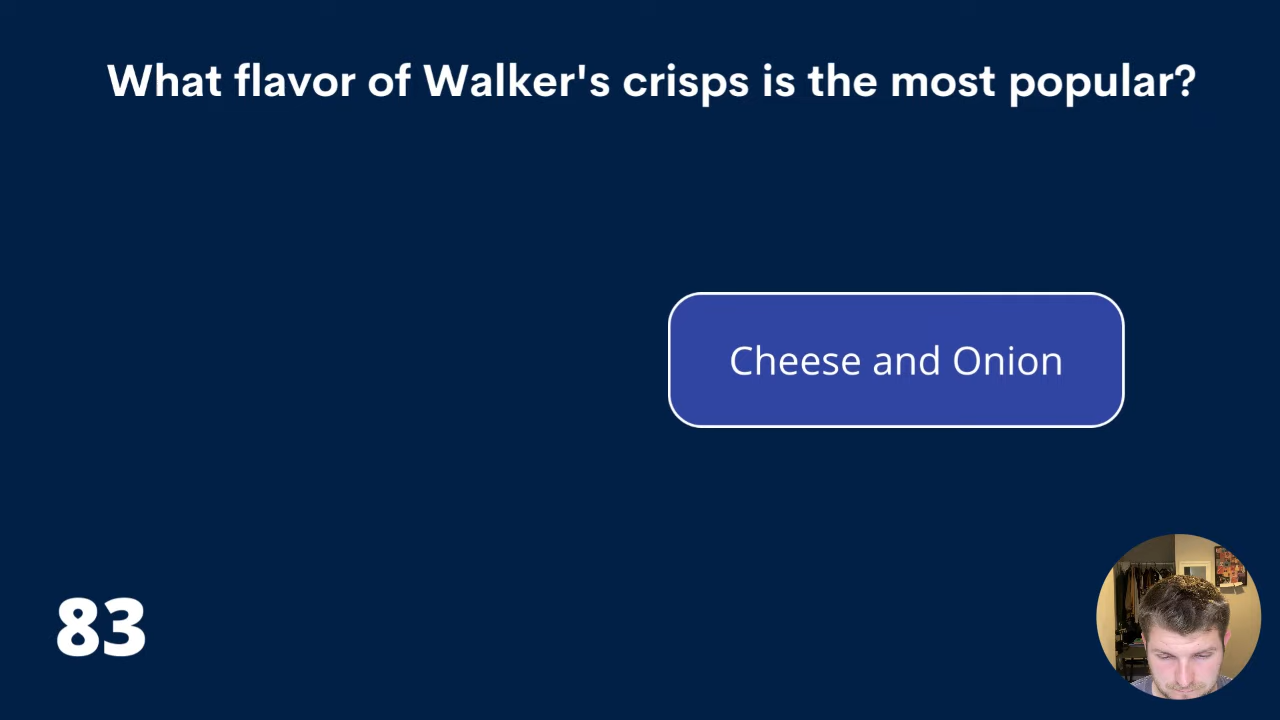 What flavor of Walker's crisps is the most popular?
Cheese and Onion
83